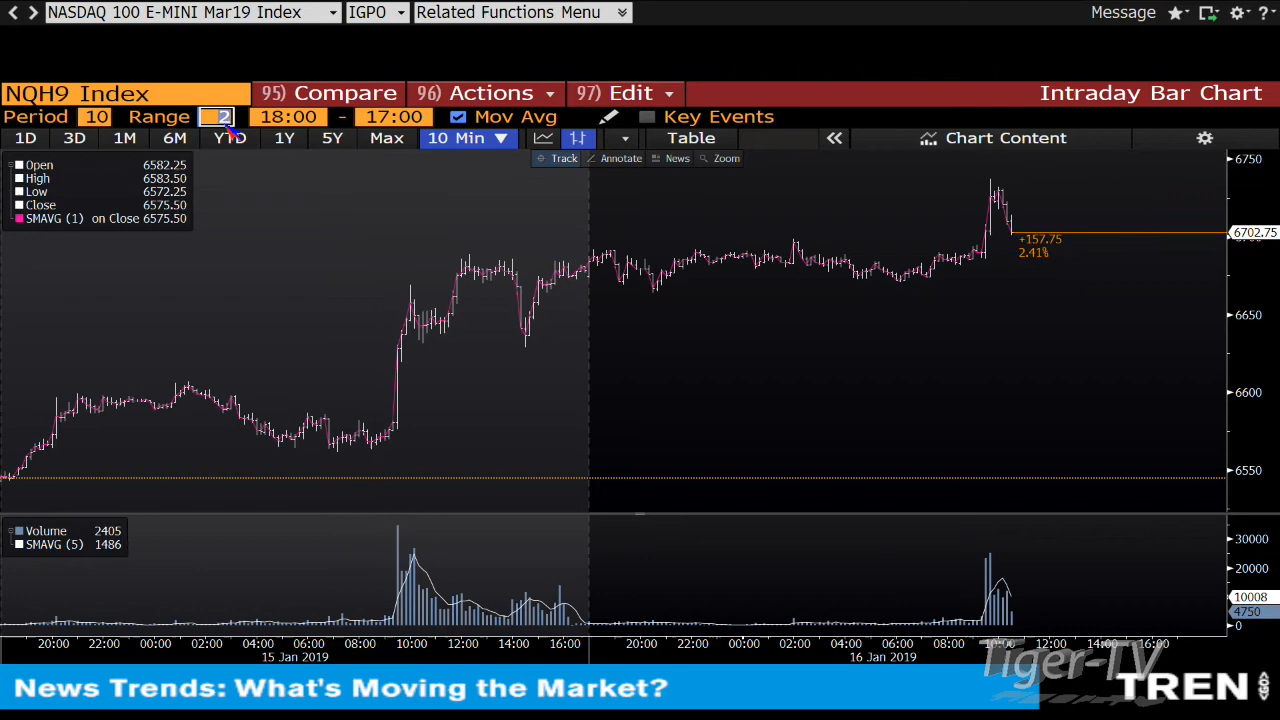 NASDAQ 100 E-MINI Mar19 Index IGPO Related Functions Menu Message ?
NQH9 Index 95) Compare 96) Actions 97) Edit Intraday Bar Chart
Period 10 Range 2 18:00 - 17:00 Mov Avg Key Events
1D 3D 1M 6M YTD 1Y 5Y Max 10 Min Table Chart Content
Track Annotate News Zoom
Open 6582.25
High 6583.50
Low 6572.25
Close 6575.50
SMAVG (1) on Close 6575.50
6750
6702.75
+157.75
2.41%
6650
6600
6550
Volume 2405
SMAVG (5) 1486
30000
20000
10008
4750
0
20:00 22:00 00:00 02:00 04:00 06:00 08:00 10:00 12:00 14:00 16:00 20:00 22:00 00:00 02:00 04:00 06:00 08:00 10:00 12:00 14:00 16:00
15 Jan 2019 16 Jan 2019
Tiger-TV
News Trends: What's Moving the Market? TREN <GO>